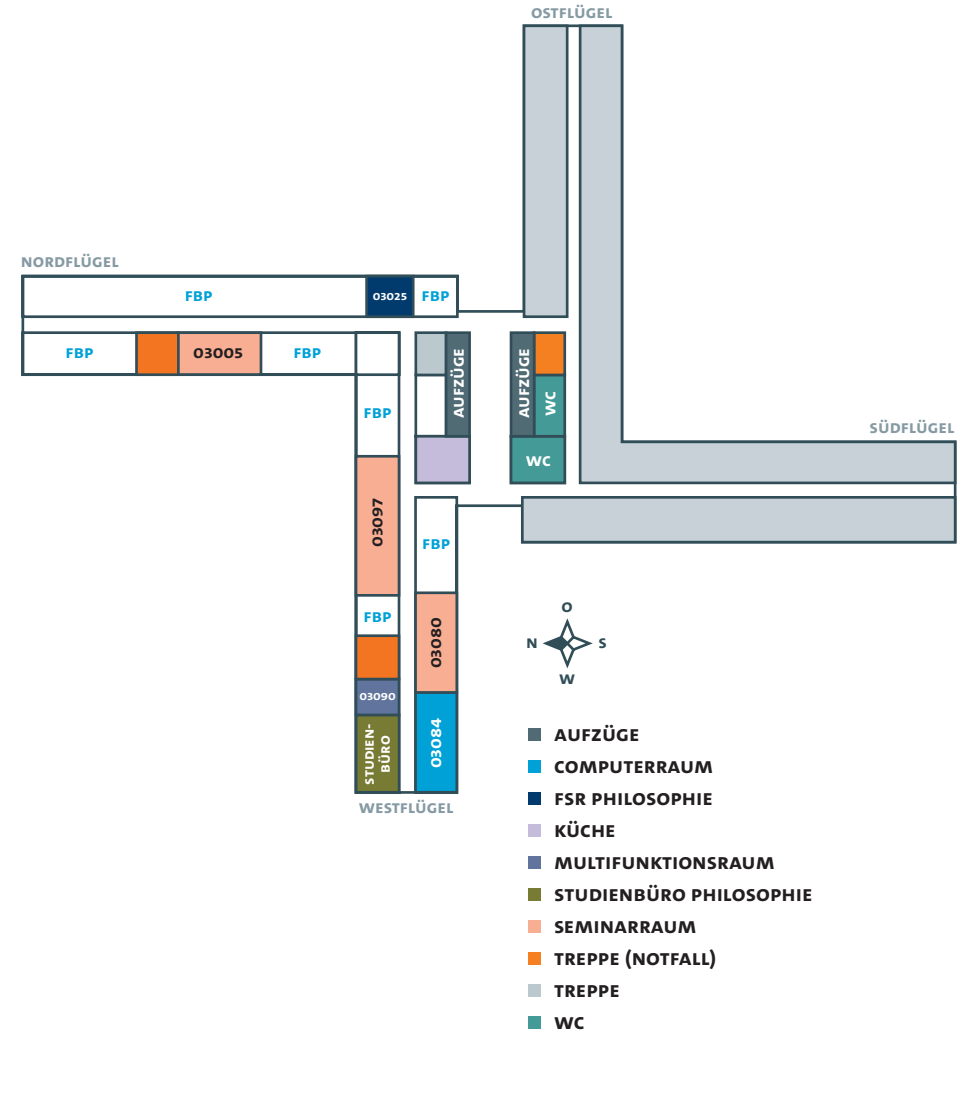 OSTFLÜGEL
NORDFLÜGEL
FBP
03025
FBP
FBP
03005
FBP
AUFZÜGE
AUFZÜGE
WC
FBP
SÜDFLÜGEL
WC
03097
FBP
FBP
03080
03090
STUDIEN-
BÜRO
03084
WESTFLÜGEL
O
N
S
W
AUFZÜGE
COMPUTERRAUM
FSR PHILOSOPHIE
KÜCHE
MULTIFUNKTIONSRAUM
STUDIENBÜRO PHILOSOPHIE
SEMINARRAUM
TREPPE (NOTFALL)
TREPPE
WC